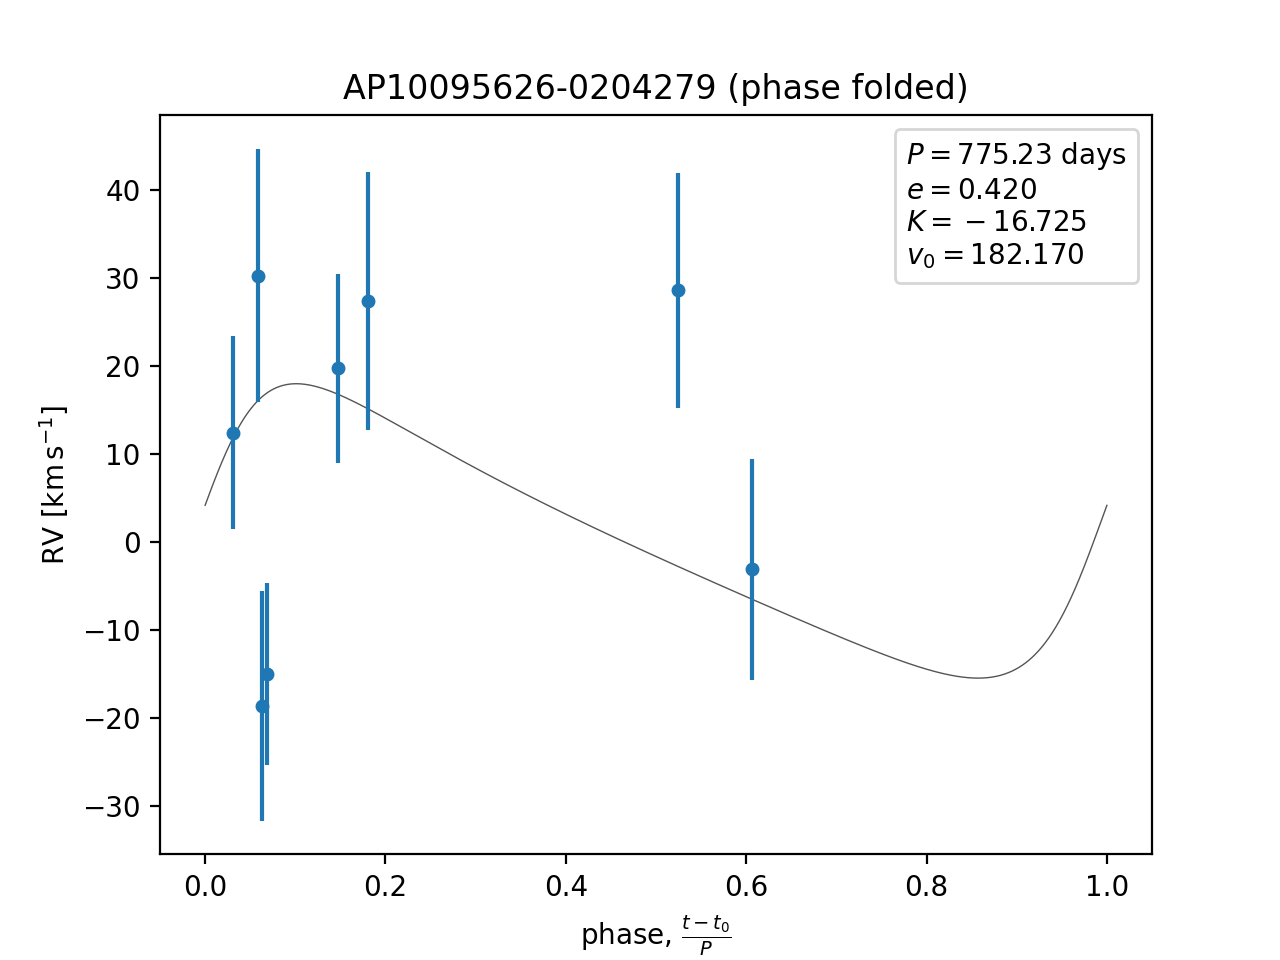 AP10095626-0204279 (phase folded)
P = 775.23 days
e = 0.420
K = −16.725
v₀ = 182.170
40
30
20
10
0
−10
−20
−30
RV [km s⁻¹]
0.0 0.2 0.4 0.6 0.8 1.0
phase, (t − t₀)/P